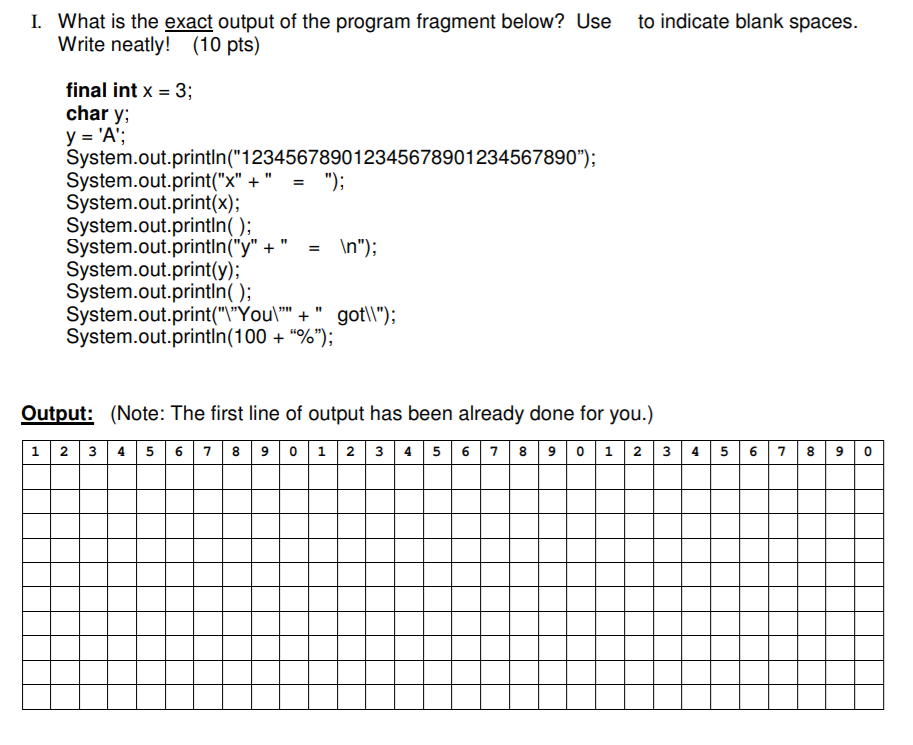 I. What is the exact output of the program fragment below? Use to indicate blank spaces.
Write neatly! (10 pts)
final int x = 3;
char y;
y = 'A';
System.out.println("123456789012345678901234567890”);
System.out.print("x" + "   =   ");
System.out.print(x);
System.out.println( );
System.out.println("y" + "   =   \n");
System.out.print(y);
System.out.println( );
System.out.print("\”You\”" + "  got\\");
System.out.println(100 + “%”);
Output: (Note: The first line of output has been already done for you.)
1 2 3 4 5 6 7 8 9 0 1 2 3 4 5 6 7 8 9 0 1 2 3 4 5 6 7 8 9 0